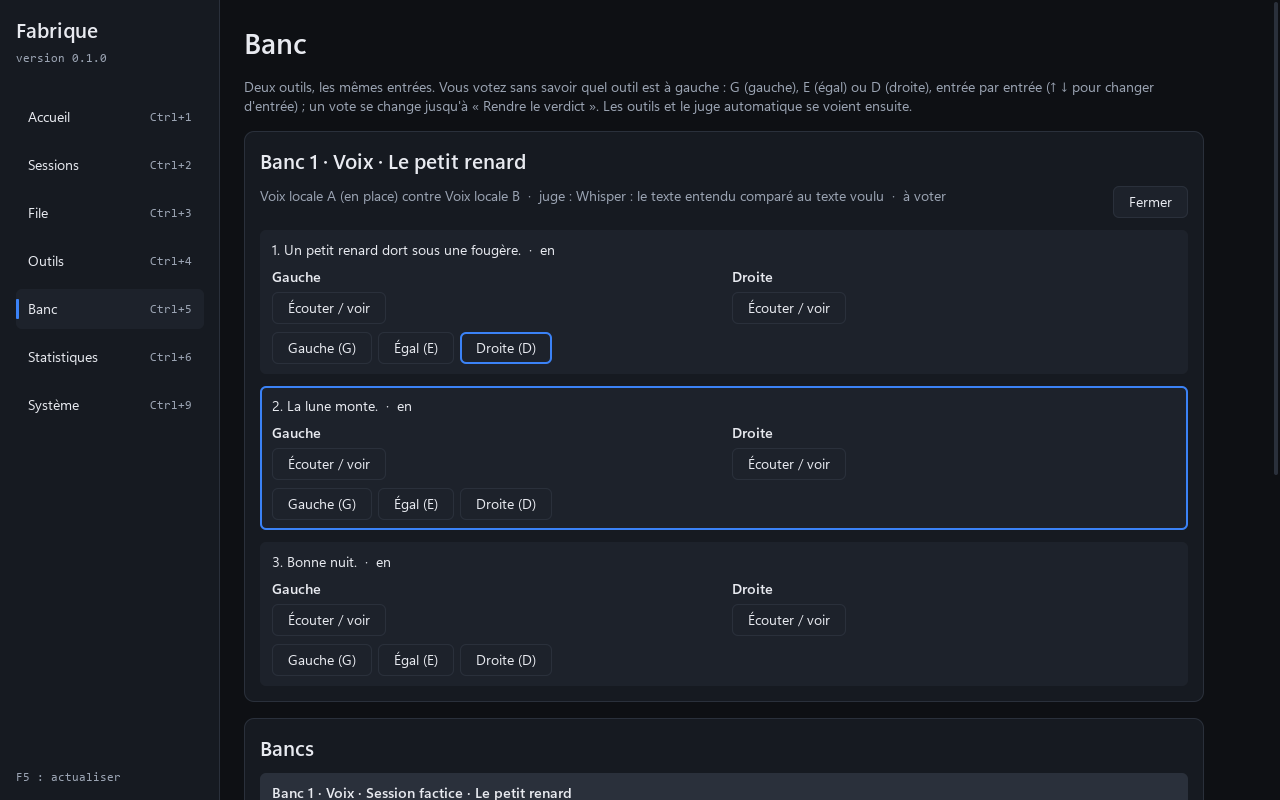 Fabrique
version 0.1.0
Accueil Ctrl+1
Sessions Ctrl+2
File Ctrl+3
Outils Ctrl+4
Banc Ctrl+5
Statistiques Ctrl+6
Système Ctrl+9
F5 : actualiser
Banc
Deux outils, les mêmes entrées. Vous votez sans savoir quel outil est à gauche : G (gauche), E (égal) ou D (droite), entrée par entrée (↑ ↓ pour changer
d'entrée) ; un vote se change jusqu'à « Rendre le verdict ». Les outils et le juge automatique se voient ensuite.
Banc 1 · Voix · Le petit renard
Voix locale A (en place) contre Voix locale B · juge : Whisper : le texte entendu comparé au texte voulu · à voter
Fermer
1. Un petit renard dort sous une fougère. · en
Gauche Droite
Écouter / voir Écouter / voir
Gauche (G) Égal (E) Droite (D)
2. La lune monte. · en
Gauche Droite
Écouter / voir Écouter / voir
Gauche (G) Égal (E) Droite (D)
3. Bonne nuit. · en
Gauche Droite
Écouter / voir Écouter / voir
Gauche (G) Égal (E) Droite (D)
Bancs
Banc 1 · Voix · Session factice · Le petit renard